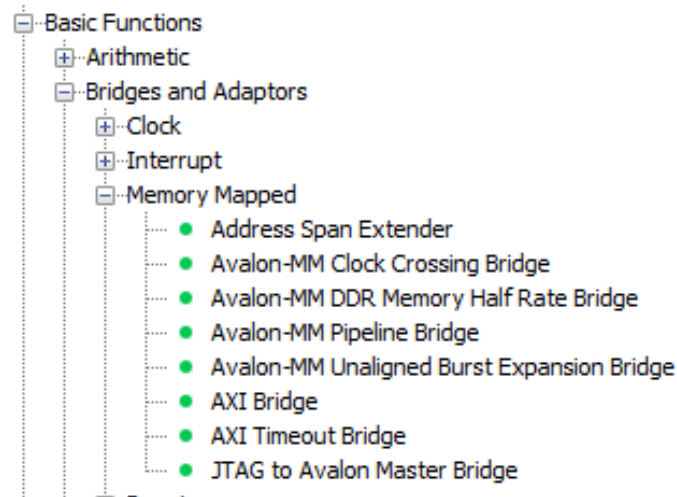 Basic Functions
Arithmetic
Bridges and Adaptors
Clock
Interrupt
Memory Mapped
Address Span Extender
Avalon-MM Clock Crossing Bridge
Avalon-MM DDR Memory Half Rate Bridge
Avalon-MM Pipeline Bridge
Avalon-MM Unaligned Burst Expansion Bridge
AXI Bridge
AXI Timeout Bridge
JTAG to Avalon Master Bridge